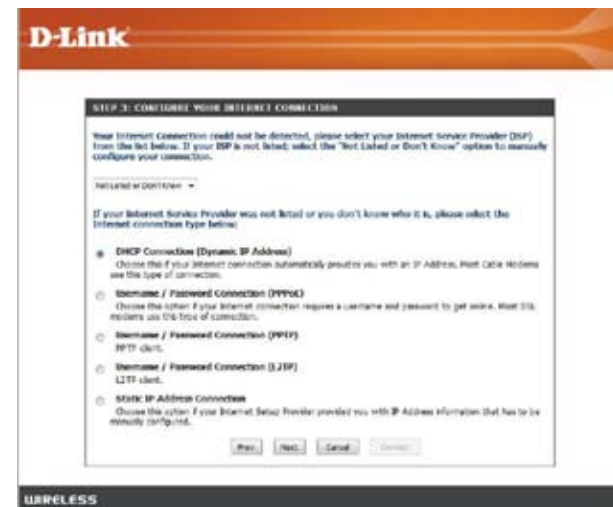 D-Link
STEP 3: CONFIGURE YOUR INTERNET CONNECTION
Your Internet Connection could not be detected, please select your Internet Service Provider (ISP)
from the list below. If your ISP is not listed; select the "Not Listed or Don't Know" option to manually
configure your connection.
Not Listed or Don't Know
If your Internet Service Provider was not listed or you don't know who it is, please select the
Internet connection type below:
DHCP Connection (Dynamic IP Address)
Choose this if your Internet connection automatically provides you with an IP Address. Most Cable Modems
use this type of connection.
Username / Password Connection (PPPoE)
Choose this option if your Internet connection requires a username and password to get online. Most DSL
modems use this type of connection.
Username / Password Connection (PPTP)
PPTP client.
Username / Password Connection (L2TP)
L2TP client.
Static IP Address Connection
Choose this option if your Internet Setup Provider provided you with IP Address information that has to be
manually configured.
Prev Next Cancel Connect
WIRELESS